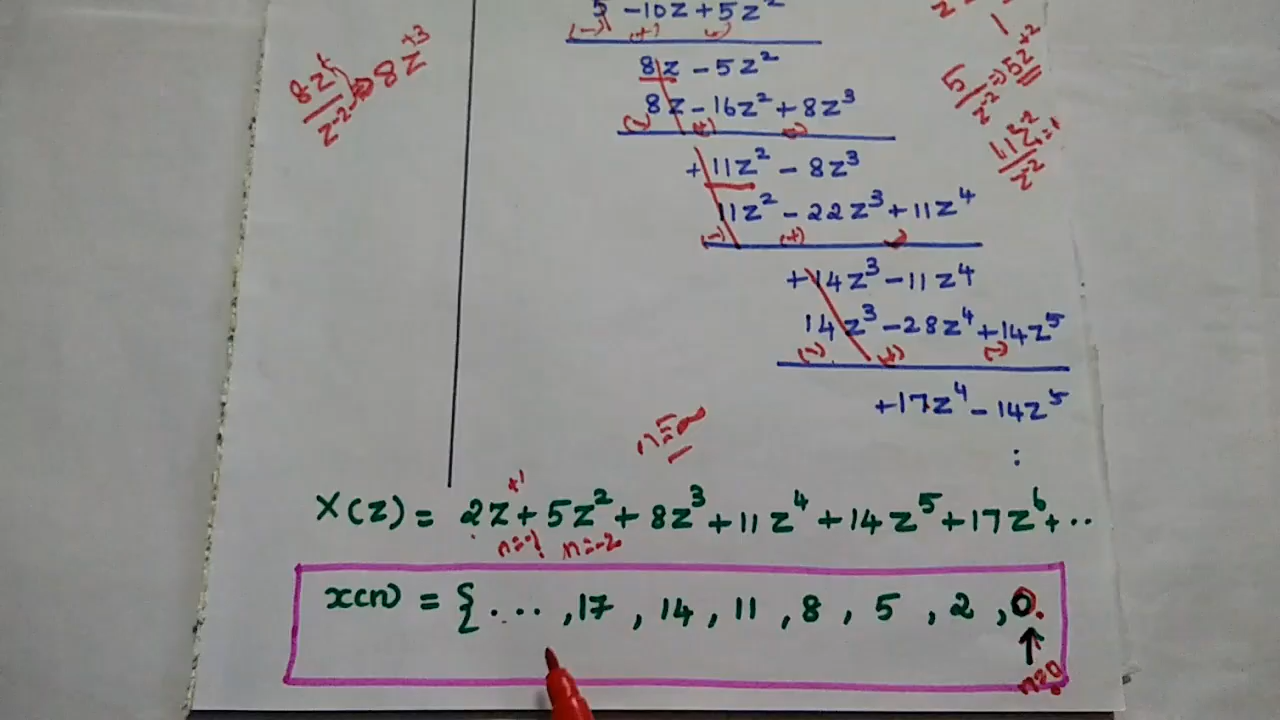 5 - 10z + 5z²
(-) (+) (-)
8z - 5z²
8z - 16z² + 8z³
(-) (+) (-)
+ 11z² - 8z³
11z² - 22z³ + 11z⁴
(-) (+) (-)
+ 14z³ - 11z⁴
14z³ - 28z⁴ + 14z⁵
(-) (+) (-)
+ 17z⁴ - 14z⁵
:
X(z) = 2z + 5z² + 8z³ + 11z⁴ + 14z⁵ + 17z⁶ + ..
n=-1 n=-2
x(n) = { ... , 17 , 14 , 11 , 8 , 5 , 2 , 0.
↑
n=0